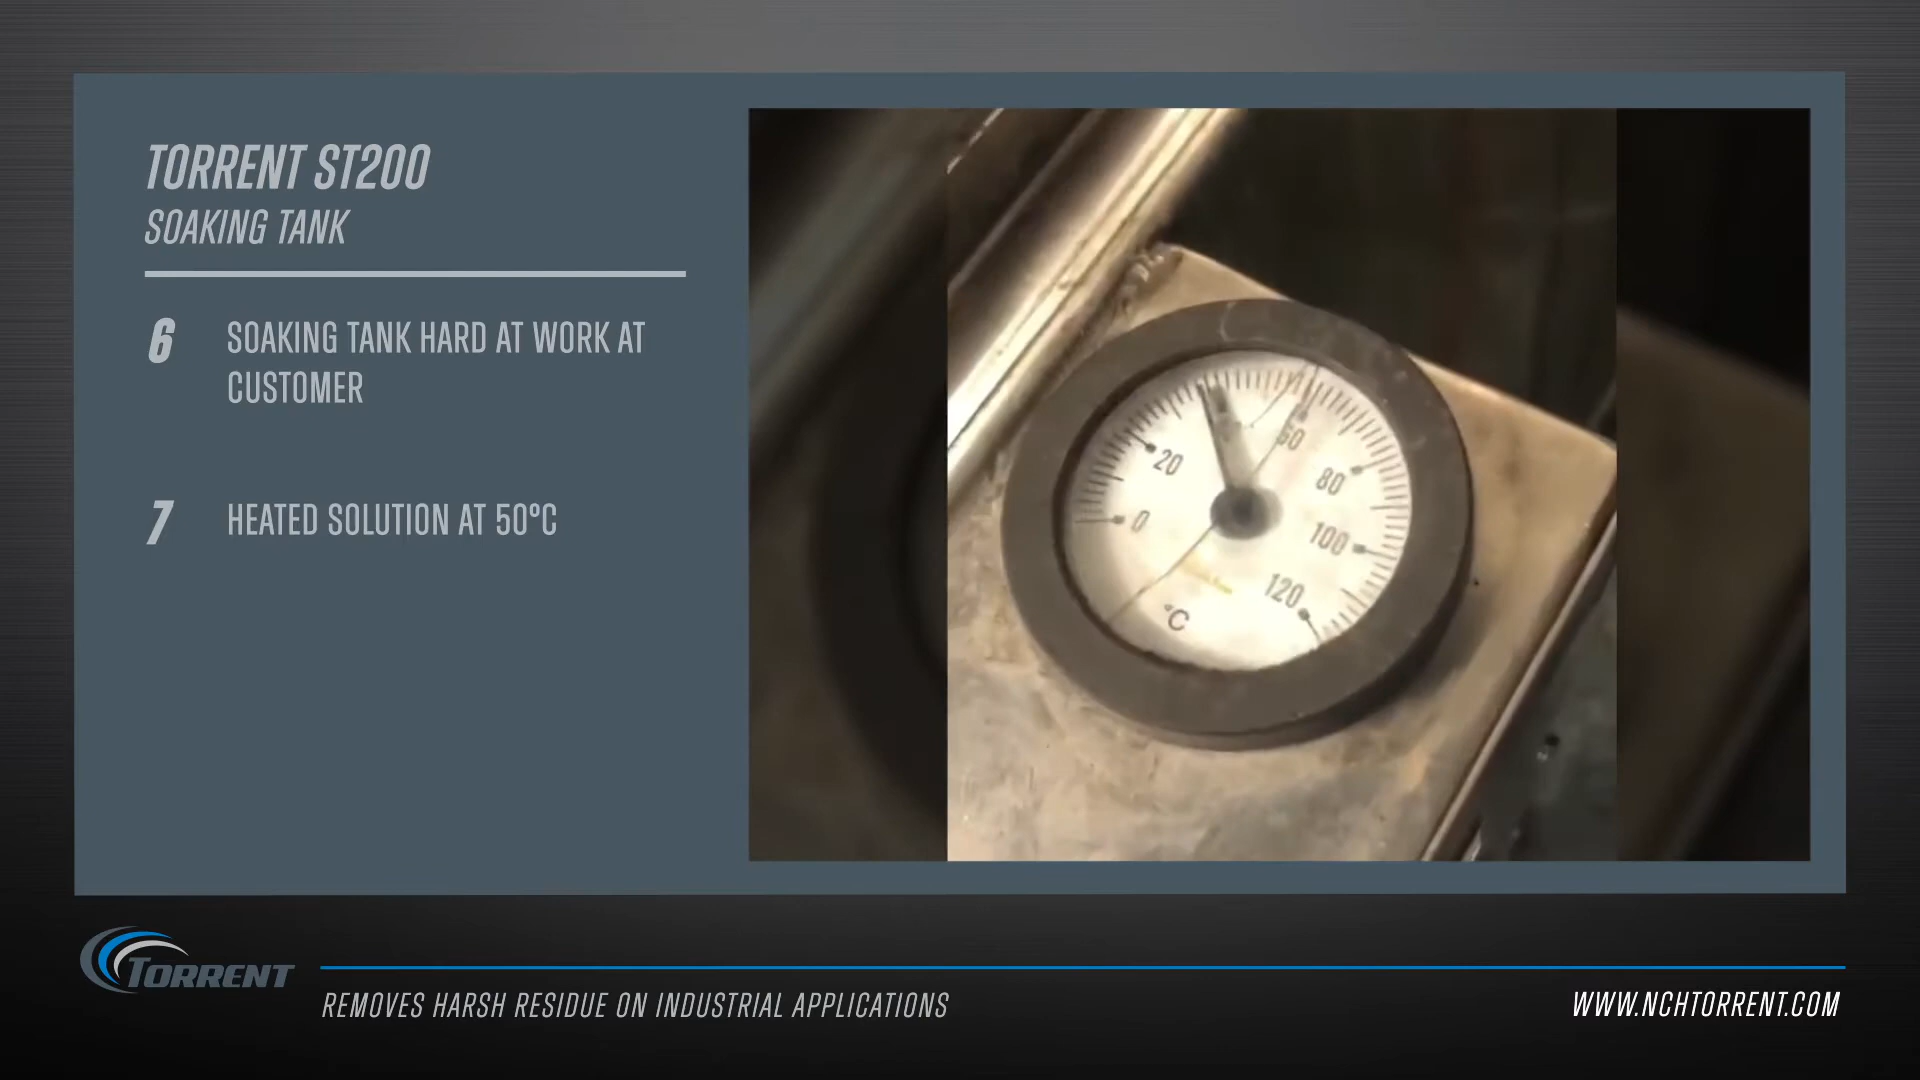 TORRENT ST200
SOAKING TANK
6 SOAKING TANK HARD AT WORK AT
CUSTOMER
7 HEATED SOLUTION AT 50°C
20
60
80
0
100
120
°C
TORRENT
REMOVES HARSH RESIDUE ON INDUSTRIAL APPLICATIONS
WWW.NCHTORRENT.COM